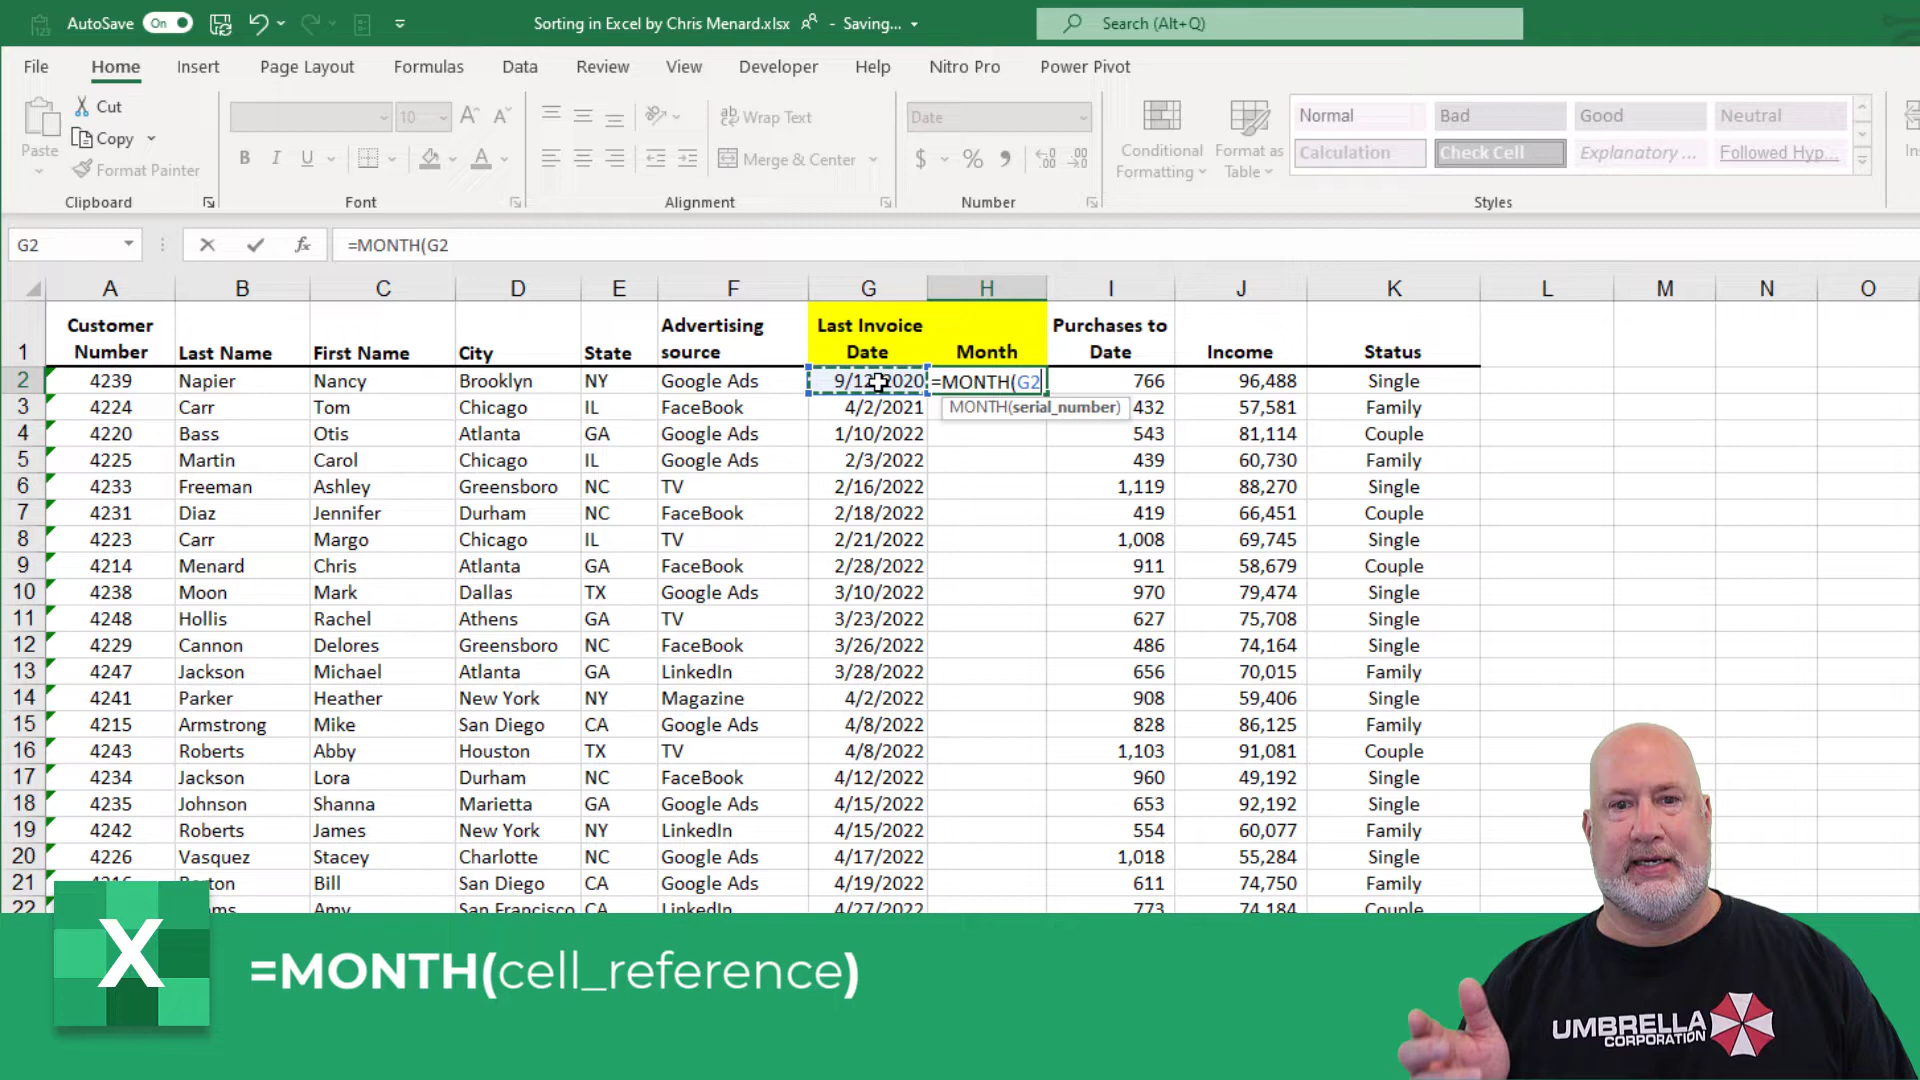 AutoSave On Sorting in Excel by Chris Menard.xlsx - Saving... Search (Alt+Q)
File Home Insert Page Layout Formulas Data Review View Developer Help Nitro Pro Power Pivot
Paste Cut Copy Format Painter
Clipboard
10
B I U A
Font
Wrap Text
Merge & Center
Alignment
Date
$ % 9
Number
Conditional Formatting
Format as Table
Normal Bad Good Neutral
Calculation Check Cell Explanatory ... Followed Hyp...
Styles
G2 fx =MONTH(G2
A B C D E F G H I J K L M N O
1 Customer Number Last Name First Name City State Advertising source Last Invoice Date Month Purchases to Date Income Status
2 4239 Napier Nancy Brooklyn NY Google Ads 9/12/2020 =MONTH(G2 766 96,488 Single
MONTH(serial_number)
3 4224 Carr Tom Chicago IL FaceBook 4/2/2021 432 57,581 Family
4 4220 Bass Otis Atlanta GA Google Ads 1/10/2022 543 81,114 Couple
5 4225 Martin Carol Chicago IL Google Ads 2/3/2022 439 60,730 Family
6 4233 Freeman Ashley Greensboro NC TV 2/16/2022 1,119 88,270 Single
7 4231 Diaz Jennifer Durham NC FaceBook 2/18/2022 419 66,451 Couple
8 4223 Carr Margo Chicago IL TV 2/21/2022 1,008 69,745 Single
9 4214 Menard Chris Atlanta GA FaceBook 2/28/2022 911 58,679 Couple
10 4238 Moon Mark Dallas TX Google Ads 3/10/2022 970 79,474 Single
11 4248 Hollis Rachel Athens GA TV 3/23/2022 627 75,708 Single
12 4229 Cannon Delores Greensboro NC FaceBook 3/26/2022 486 74,164 Single
13 4247 Jackson Michael Atlanta GA LinkedIn 3/28/2022 656 70,015 Family
14 4241 Parker Heather New York NY Magazine 4/2/2022 908 59,406 Single
15 4215 Armstrong Mike San Diego CA Google Ads 4/8/2022 828 86,125 Family
16 4243 Roberts Abby Houston TX TV 4/8/2022 1,103 91,081 Couple
17 4234 Jackson Lora Durham NC FaceBook 4/12/2022 960 49,192 Single
18 4235 Johnson Shanna Marietta GA Google Ads 4/15/2022 653 92,192 Single
19 4242 Roberts James New York NY LinkedIn 4/15/2022 554 60,077 Family
20 4226 Vasquez Stacey Charlotte NC Google Ads 4/17/2022 1,018 55,284 Single
21 Bill San Diego CA Google Ads 4/19/2022 611 74,750 Family
22 Amy San Francisco CA LinkedIn 4/27/2022 773 74,184 Couple
X
=MONTH(cell_reference)
UMBRELLA
CORPORATION